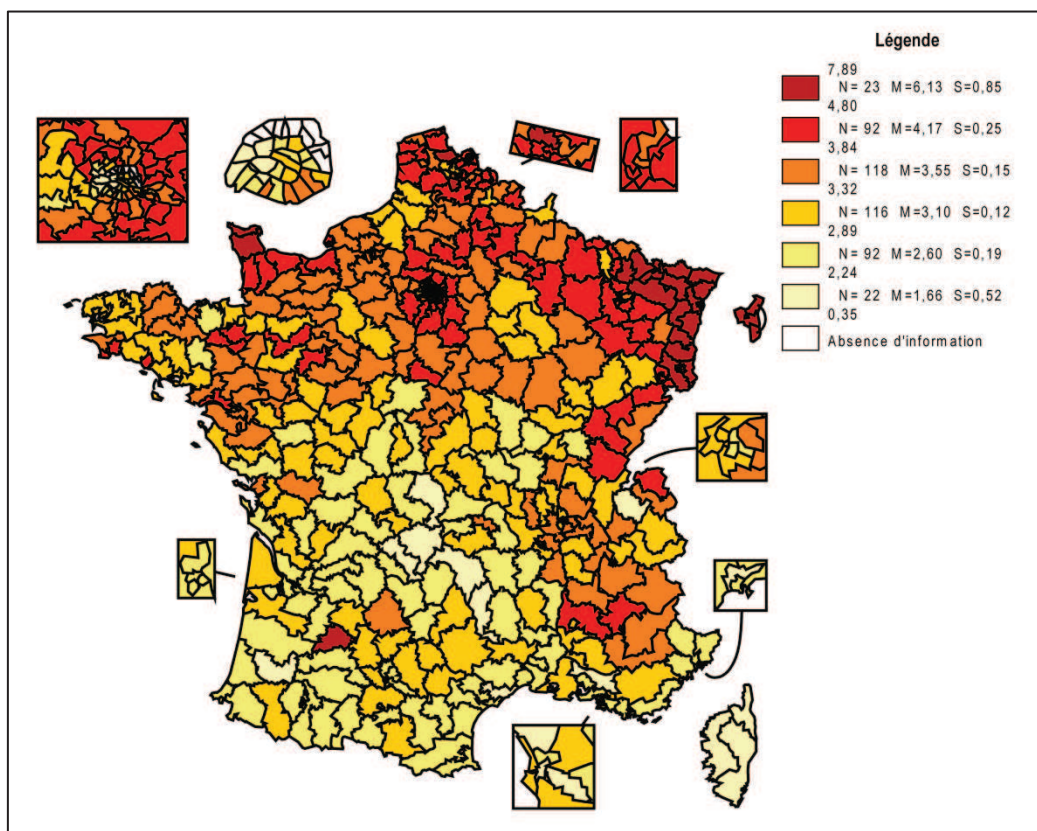 Légende
7,89
N= 23 M=6,13 S=0,85
4,80
N= 92 M=4,17 S=0,25
3,84
N= 118 M=3,55 S=0,15
3,32
N= 116 M=3,10 S=0,12
2,89
N= 92 M=2,60 S=0,19
2,24
N= 22 M=1,66 S=0,52
0,35
Absence d'information